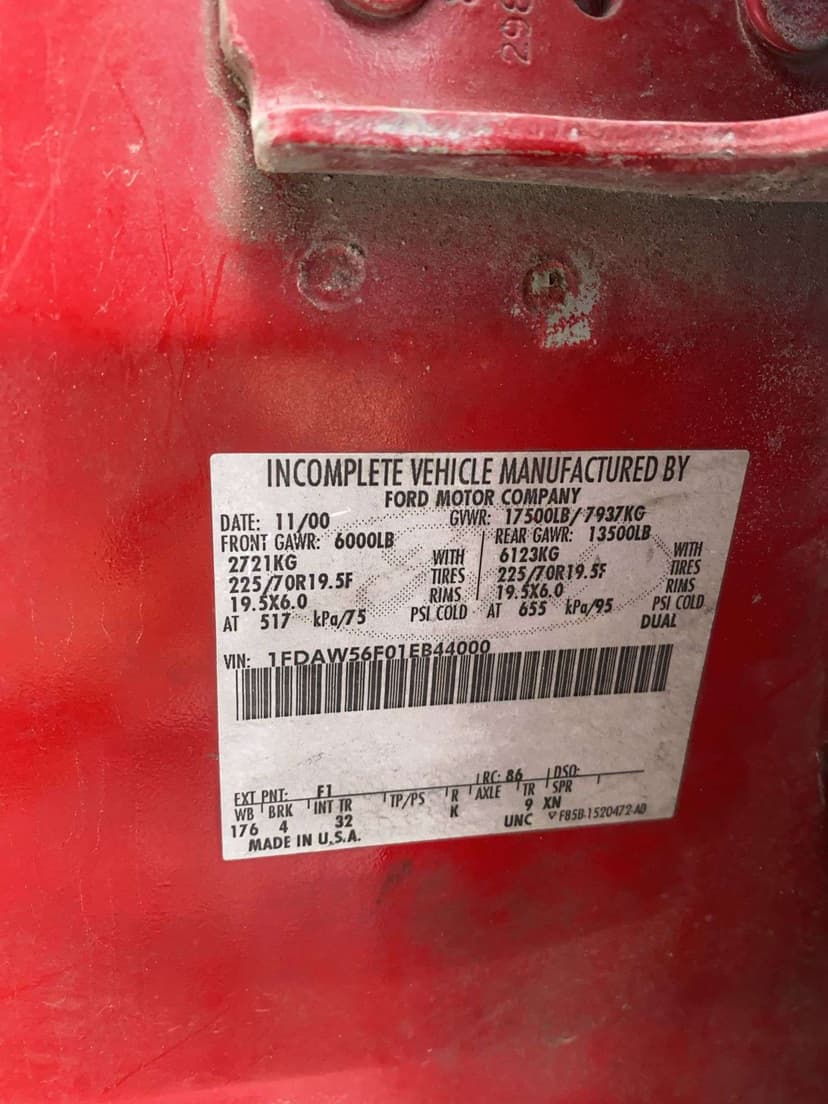 298
INCOMPLETE VEHICLE MANUFACTURED BY
FORD MOTOR COMPANY
DATE: 11/00 GVWR: 17500LB/7937KG
FRONT GAWR: 6000LB REAR GAWR: 13500LB
2721KG WITH 6123KG WITH
225/70R19.5F TIRES 225/70R19.5F TIRES
19.5X6.0 RIMS 19.5X6.0 RIMS
AT 517 kPa/75 PSI COLD AT 655 kPa/95 PSI COLD
DUAL
VIN: 1FDAW56F01EB44000
EXT PNT: F1 RC: 86 DSO:
WB BRK INT TR TP/PS R AXLE TR SPR
176 4 32 K 9 XN
MADE IN U.S.A. UNC F85B-1520472-AB